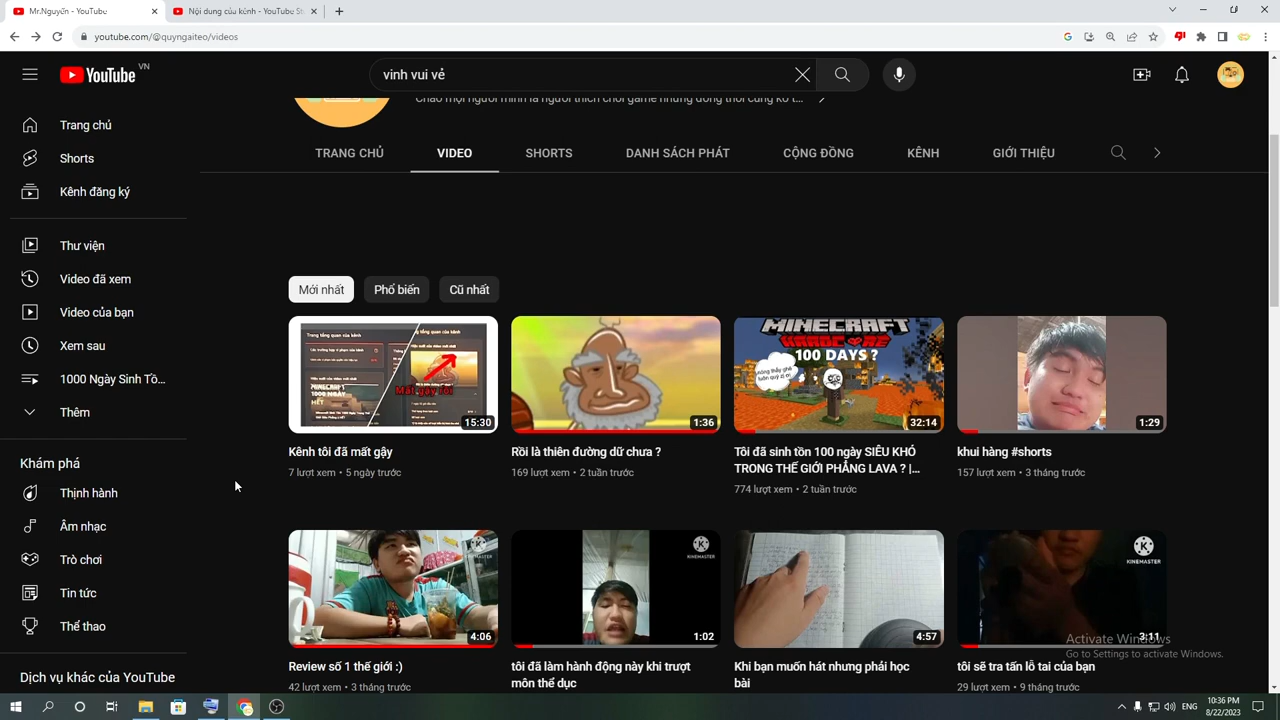 Mr.Nguyễn - YouTube
Nội dung của kênh - YouTube St
youtube.com/@quyngaiteo/videos
YouTube VN
vinh vui vẻ
Chào mọi người mình là người thích chơi game nhưng đồng thời cũng ko t...
Trang chủ
Shorts
Kênh đăng ký
Thư viện
Video đã xem
Video của bạn
Xem sau
1000 Ngày Sinh Tồ...
Thêm
Khám phá
Thịnh hành
Âm nhạc
Trò chơi
Tin tức
Thể thao
Dịch vụ khác của YouTube
TRANG CHỦ
VIDEO
SHORTS
DANH SÁCH PHÁT
CỘNG ĐỒNG
KÊNH
GIỚI THIỆU
Mới nhất
Phổ biến
Cũ nhất
Trang tổng quan của kênh
Mất gậy rồi
15:30
Kênh tôi đã mất gậy
7 lượt xem • 5 ngày trước
1:36
Rồi là thiên đường dữ chưa ?
169 lượt xem • 2 tuần trước
MINECRAFT
HARDCORE
100 DAYS ?
32:14
Tôi đã sinh tồn 100 ngày SIÊU KHÓ
TRONG THẾ GIỚI PHẲNG LAVA ? |...
774 lượt xem • 2 tuần trước
1:29
khui hàng #shorts
157 lượt xem • 3 tháng trước
KINEMASTER
4:06
Review số 1 thế giới :)
42 lượt xem • 3 tháng trước
KINEMASTER
1:02
tôi đã làm hành động này khi trượt
môn thể dục
4:57
Khi bạn muốn hát nhưng phải học
bài
KINEMASTER
3:11
tôi sẽ tra tấn lỗ tai của bạn
29 lượt xem • 9 tháng trước
Activate Windows
Go to Settings to activate Windows.
ENG
10:36 PM
8/22/2023